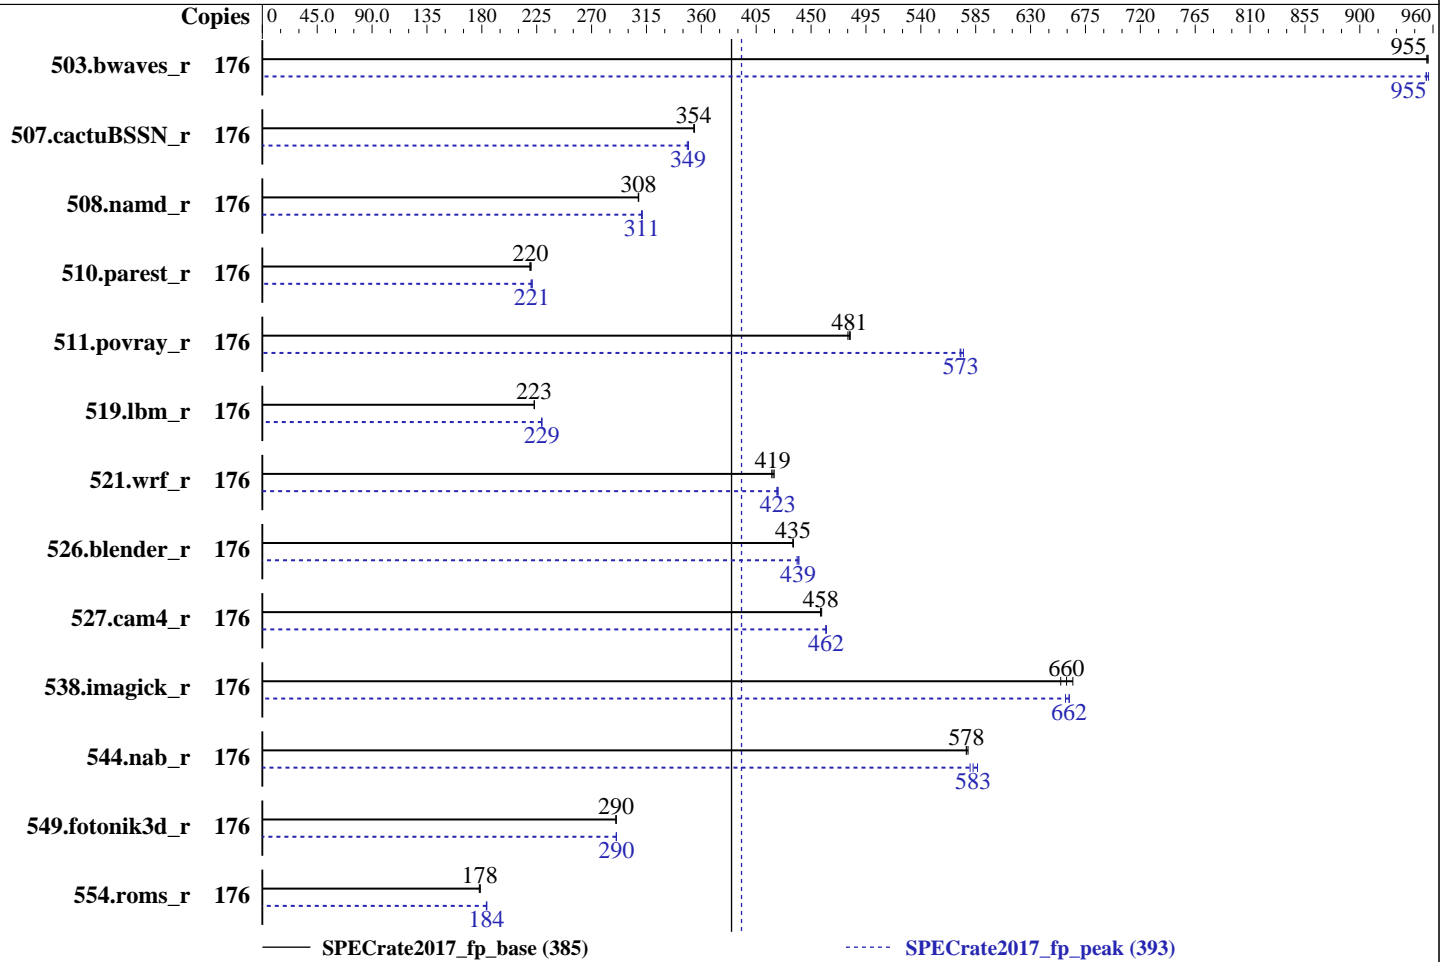 Copies 0 45.0 90.0 135 180 225 270 315 360 405 450 495 540 585 630 675 720 765 810 855 900 960
955
503.bwaves_r 176
955
354
507.cactuBSSN_r 176
349
308
508.namd_r 176
311
220
510.parest_r 176
221
481
511.povray_r 176
573
223
519.lbm_r 176
229
419
521.wrf_r 176
423
435
526.blender_r 176
439
458
527.cam4_r 176
462
660
538.imagick_r 176
662
578
544.nab_r 176
583
290
549.fotonik3d_r 176
290
178
554.roms_r 176
184
SPECrate2017_fp_base (385) SPECrate2017_fp_peak (393)